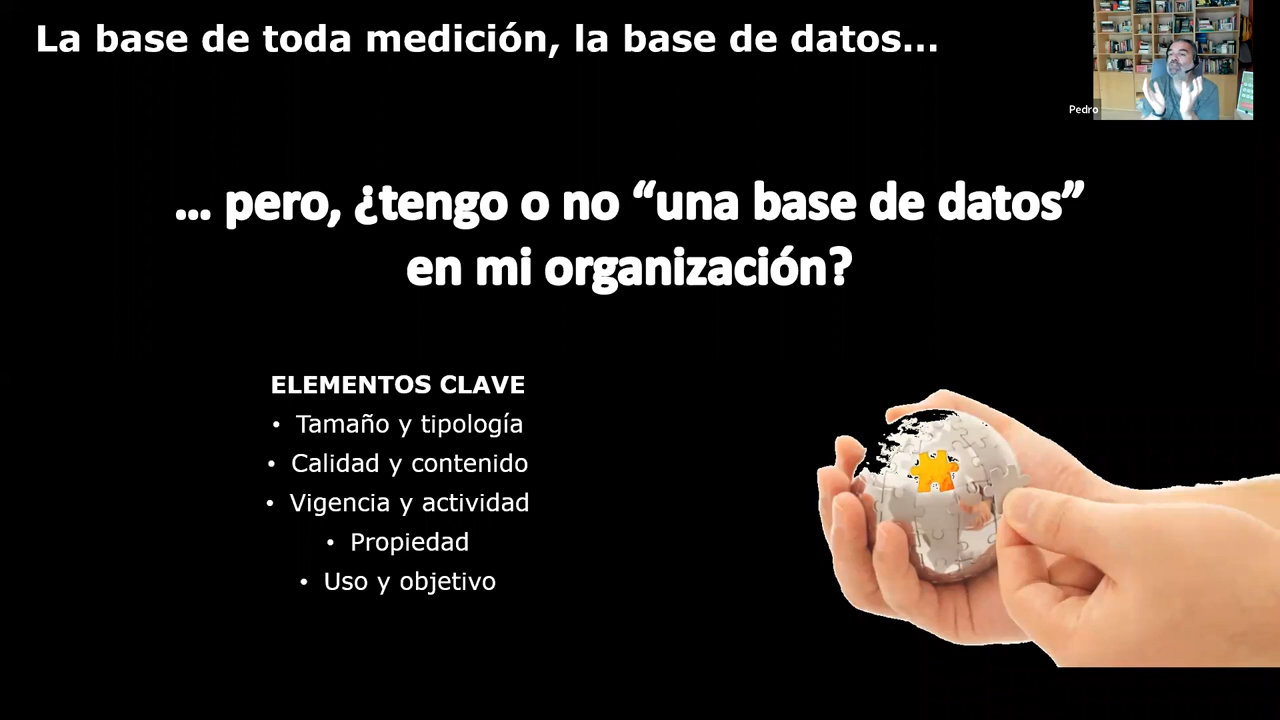 La base de toda medición, la base de datos...
Pedro
... pero, ¿tengo o no “una base de datos”
en mi organización?
ELEMENTOS CLAVE
• Tamaño y tipología
• Calidad y contenido
• Vigencia y actividad
• Propiedad
• Uso y objetivo